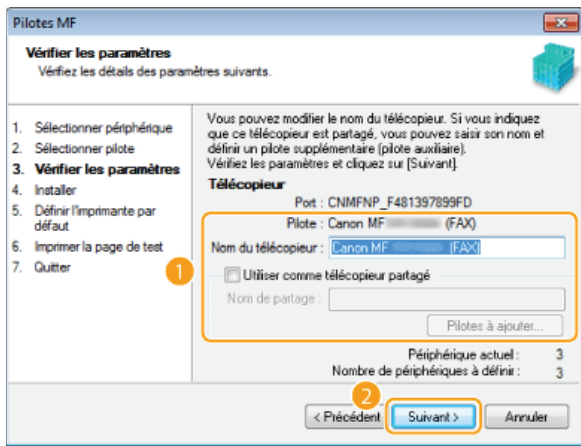 Pilotes MF
Vérifier les paramètres
Vérifiez les détails des paramètres suivants.
1. Sélectionner périphérique
2. Sélectionner pilote
3. Vérifier les paramètres
4. Installer
5. Définir l'imprimante par
défaut
6. Imprimer la page de test
7. Quitter
Vous pouvez modifier le nom du télécopieur. Si vous indiquez
que ce télécopieur est partagé, vous pouvez saisir son nom et
définir un pilote supplémentaire (pilote auxiliaire).
Vérifiez les paramètres et cliquez sur [Suivant].
Télécopieur
Port : CNMFNP_F481397899FD
Pilote : Canon MF (FAX)
Nom du télécopieur : Canon MF (FAX)
1
Utiliser comme télécopieur partagé
Nom de partage :
Pilotes à ajouter...
Périphérique actuel : 3
Nombre de périphériques à définir : 3
2
< Précédent
Suivant >
Annuler